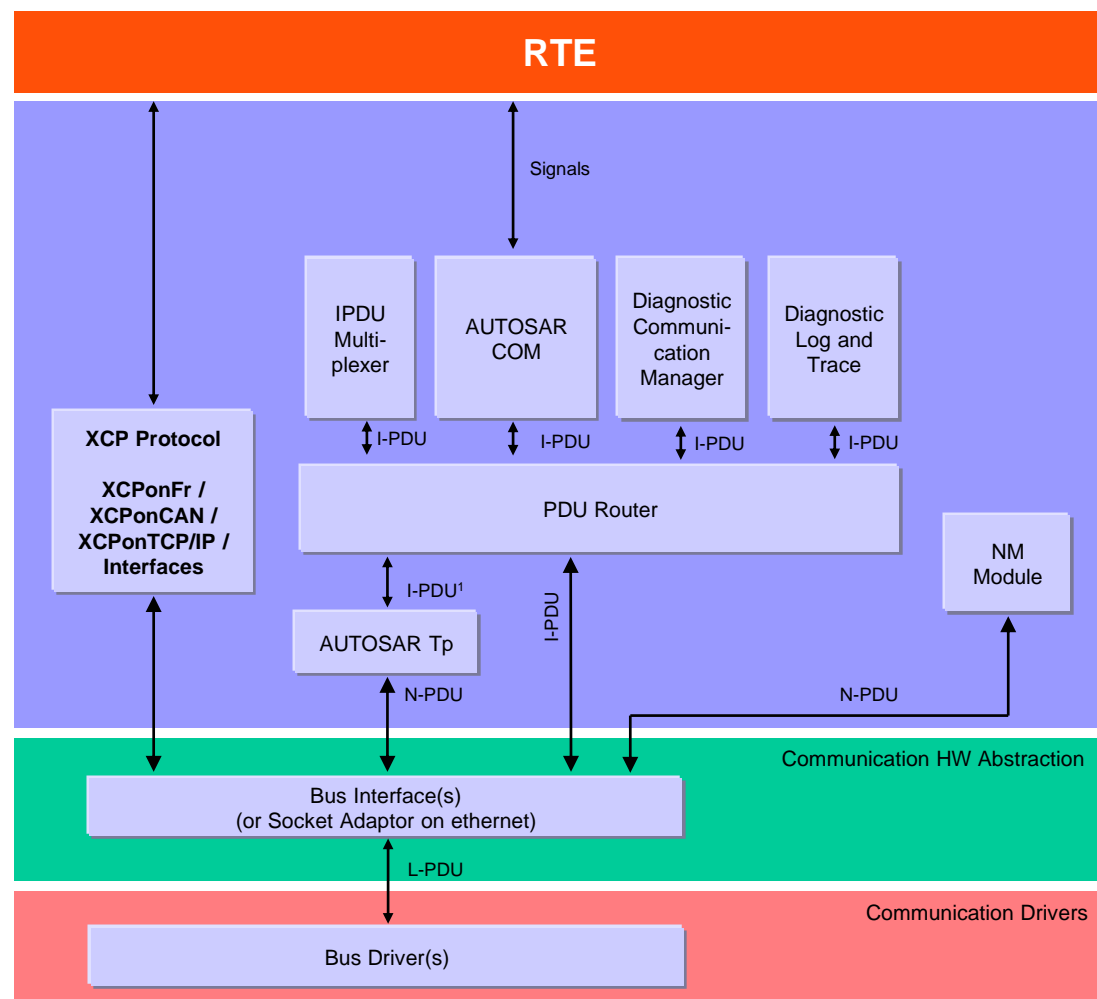 RTE
Signals
IPDU
Multi-
plexer
AUTOSAR
COM
Diagnostic
Communi-
cation
Manager
Diagnostic
Log and
Trace
XCP Protocol
XCPonFr /
XCPonCAN /
XCPonTCP/IP /
Interfaces
I-PDU
I-PDU
I-PDU
I-PDU
PDU Router
NM
Module
I-PDU¹
I-PDU
AUTOSAR Tp
N-PDU
N-PDU
Communication HW Abstraction
Bus Interface(s)
(or Socket Adaptor on ethernet)
L-PDU
Communication Drivers
Bus Driver(s)